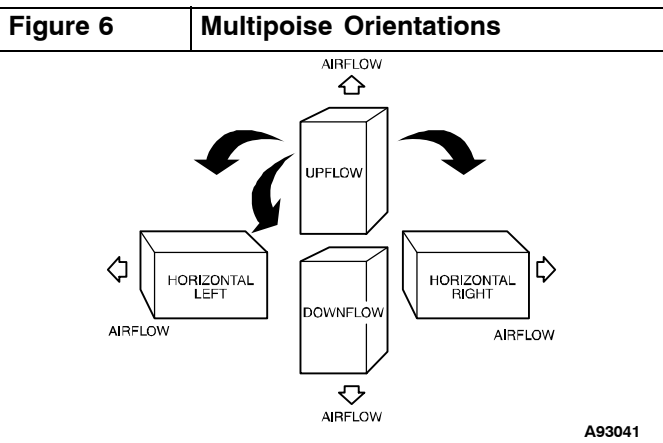 Figure 6 Multipoise Orientations
AIRFLOW
UPFLOW
HORIZONTAL
LEFT
HORIZONTAL
RIGHT
DOWNFLOW
AIRFLOW
AIRFLOW
AIRFLOW
A93041